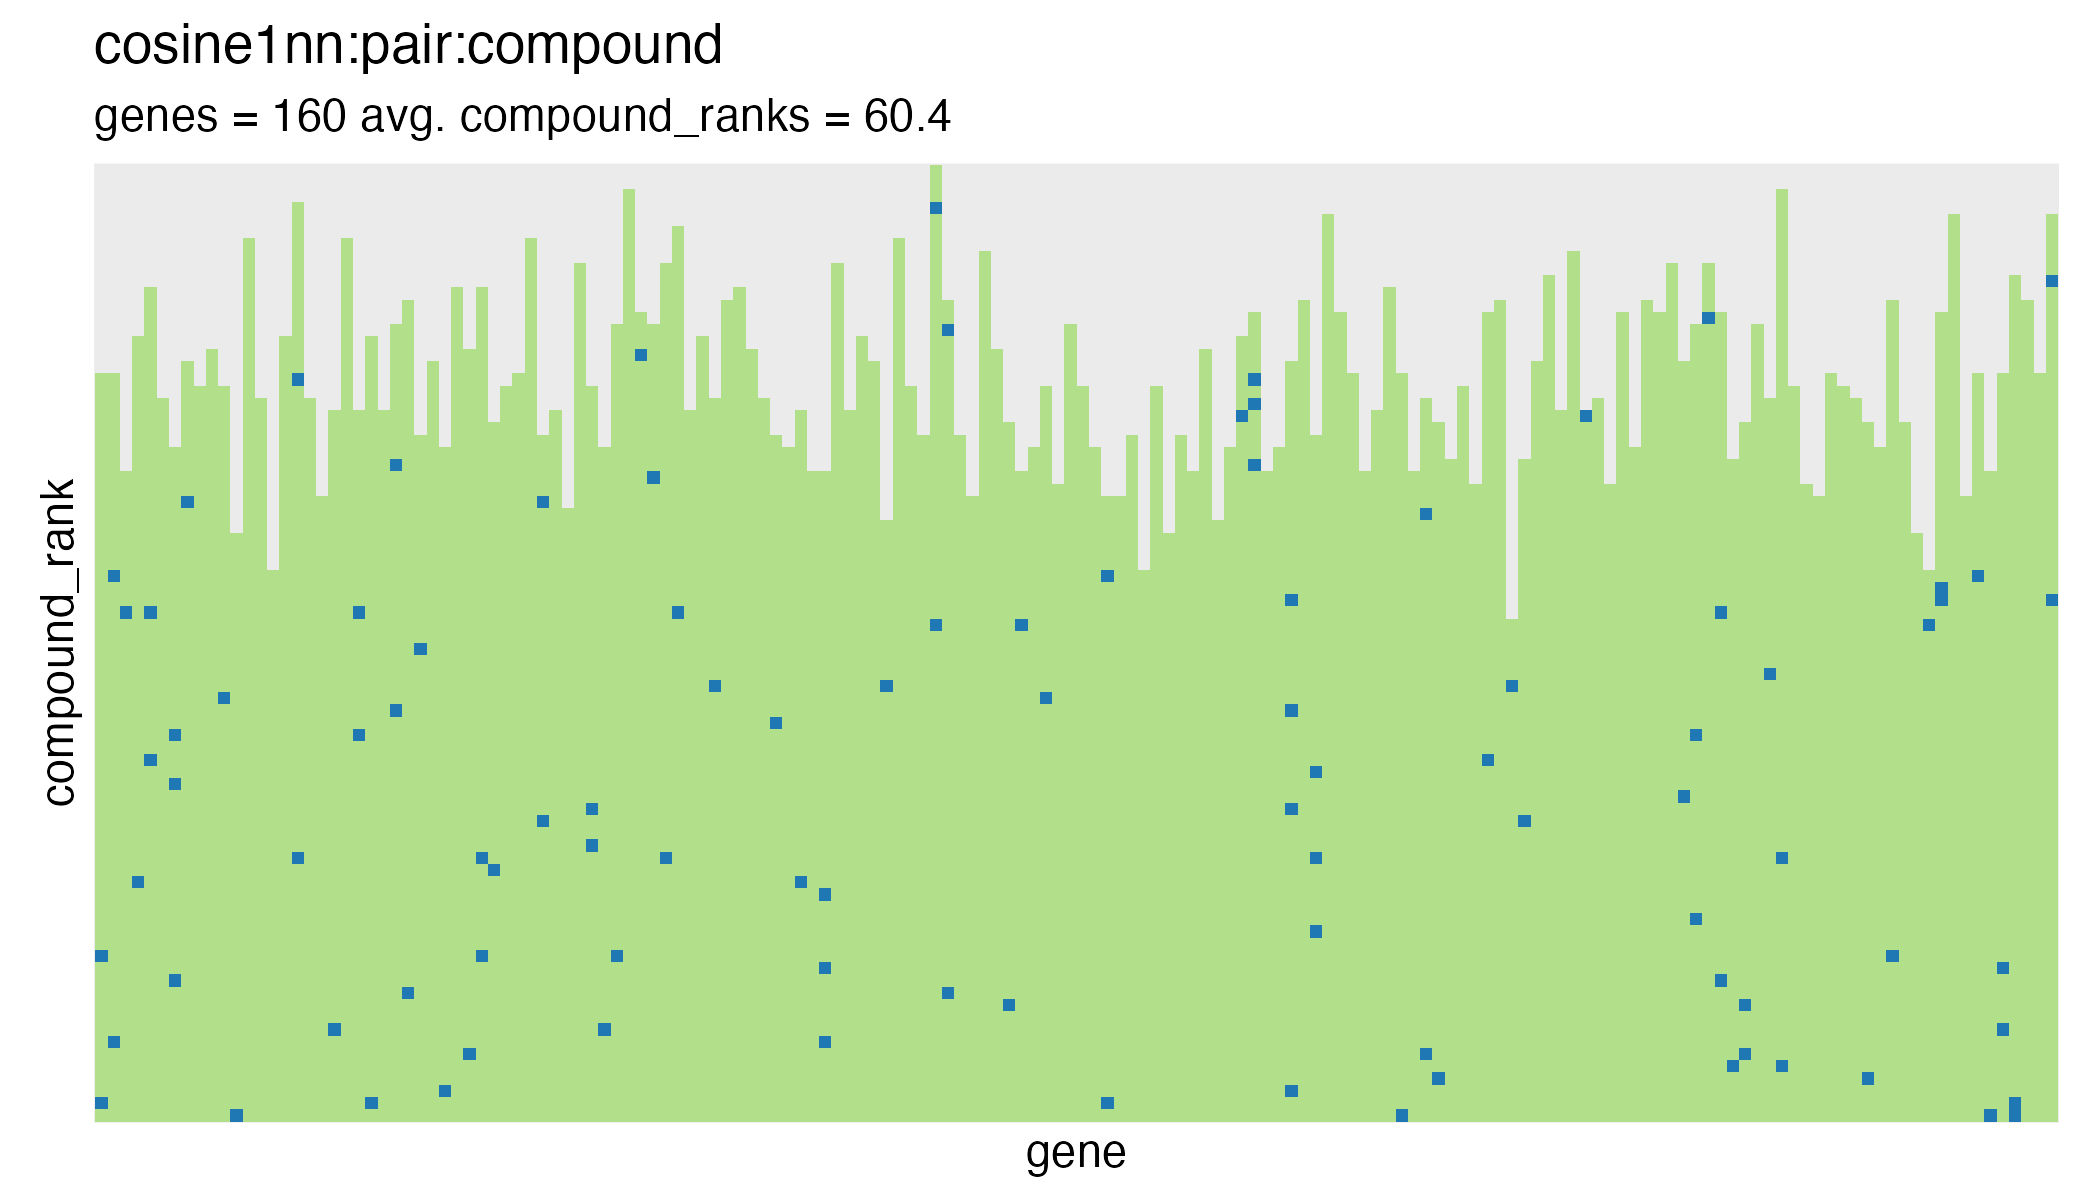 cosine1nn:pair:compound
genes = 160 avg. compound_ranks = 60.4
compound_rank
gene